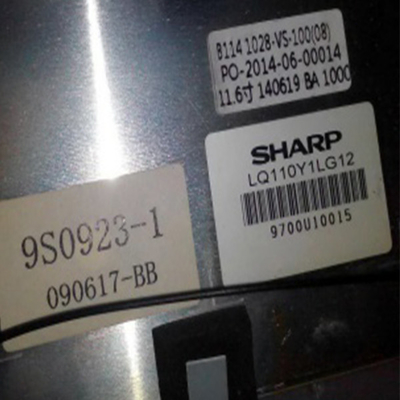 B114 1028-VS-100(08)
PO-2014-06-00014
11.6寸 140619 BA 1000
SHARP
LQ110Y1LG12
9700U10015
9S0923-1
090617-BB